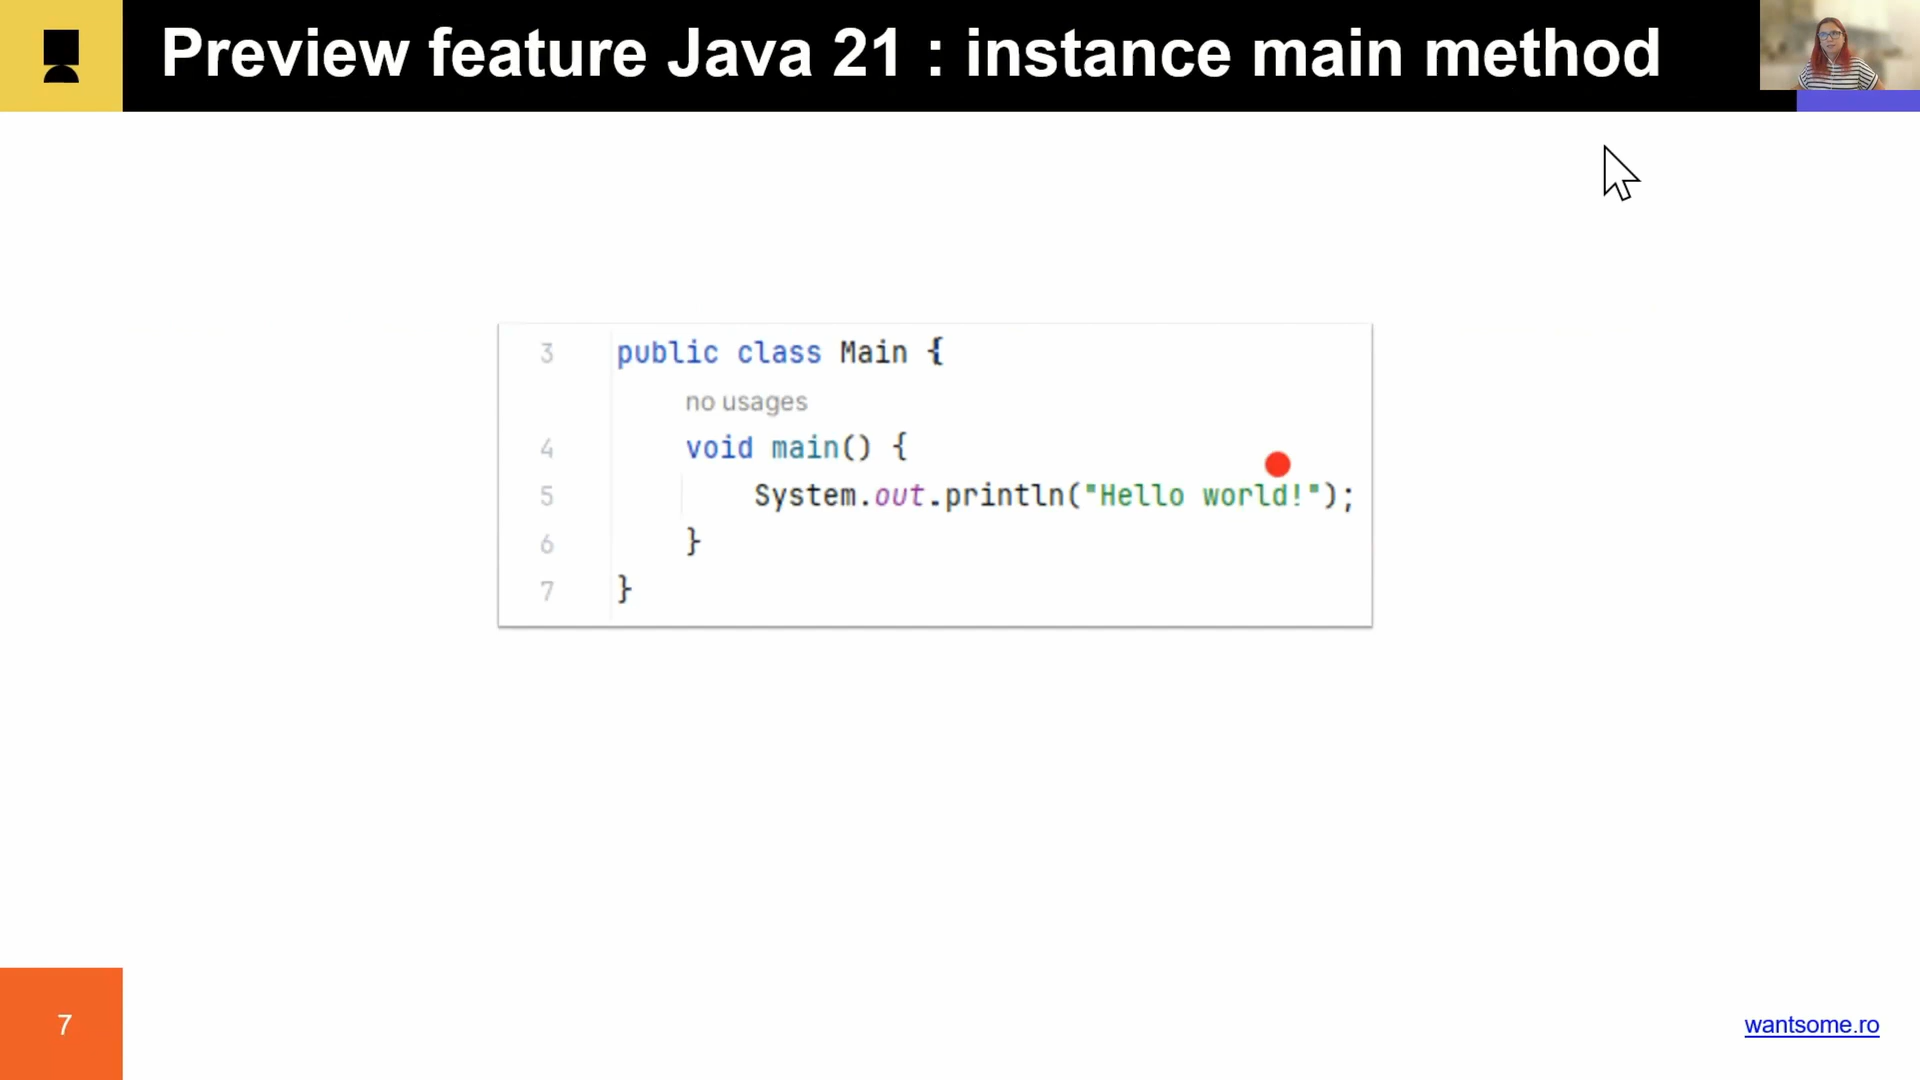 Preview feature Java 21 : instance main method
3 public class Main {
no usages
4 void main() {
5 System.out.println("Hello world!");
6 }
7 }
7
wantsome.ro